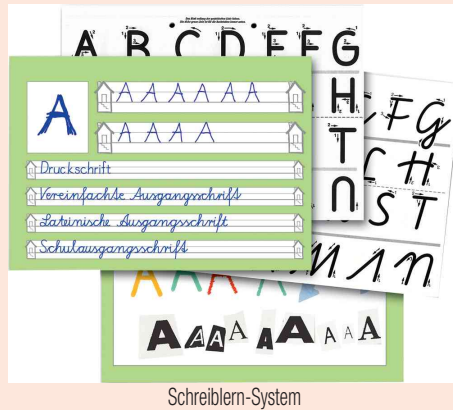 A B C D E F G
A
A A A A A A
H
A A A A
T
F G
H
S T
Druckschrift
Vereinfachte Ausgangsschrift
Lateinische Ausgangsschrift
Schulausgangsschrift
A A A A A A A A A
Schreiblern-System